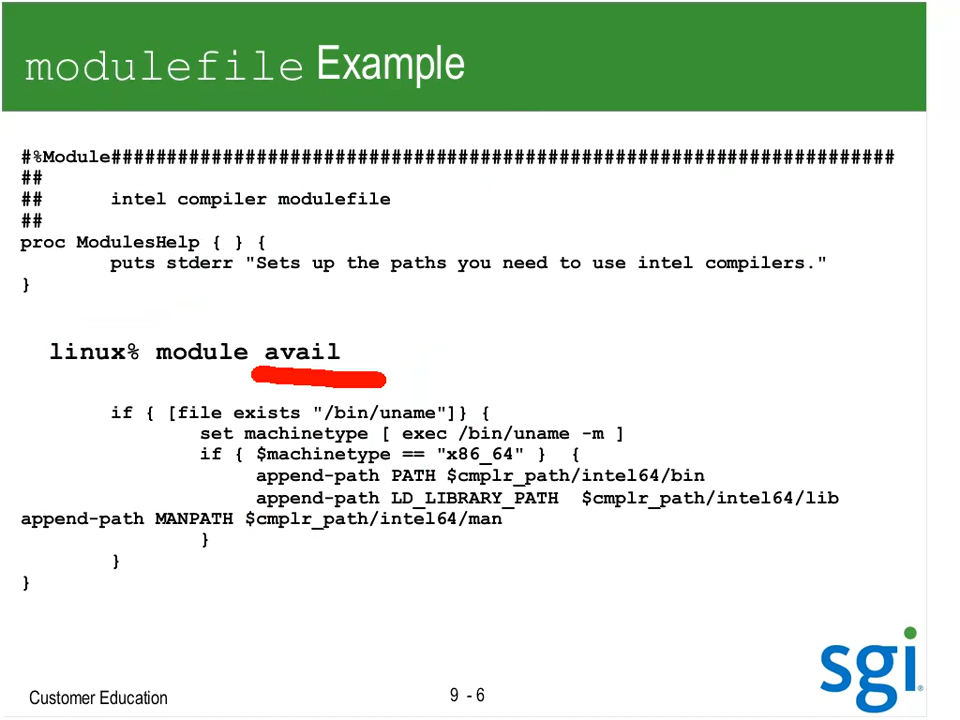 modulefile Example
#%Module######################################################################
##
## intel compiler modulefile
##
proc ModulesHelp { } {
puts stderr "Sets up the paths you need to use intel compilers."
}
linux% module avail
if { [file exists "/bin/uname"]} {
set machinetype [ exec /bin/uname -m ]
if { $machinetype == "x86_64" } {
append-path PATH $cmplr_path/intel64/bin
append-path LD_LIBRARY_PATH $cmplr_path/intel64/lib
append-path MANPATH $cmplr_path/intel64/man
}
}
}
sgi®
Customer Education
9 - 6